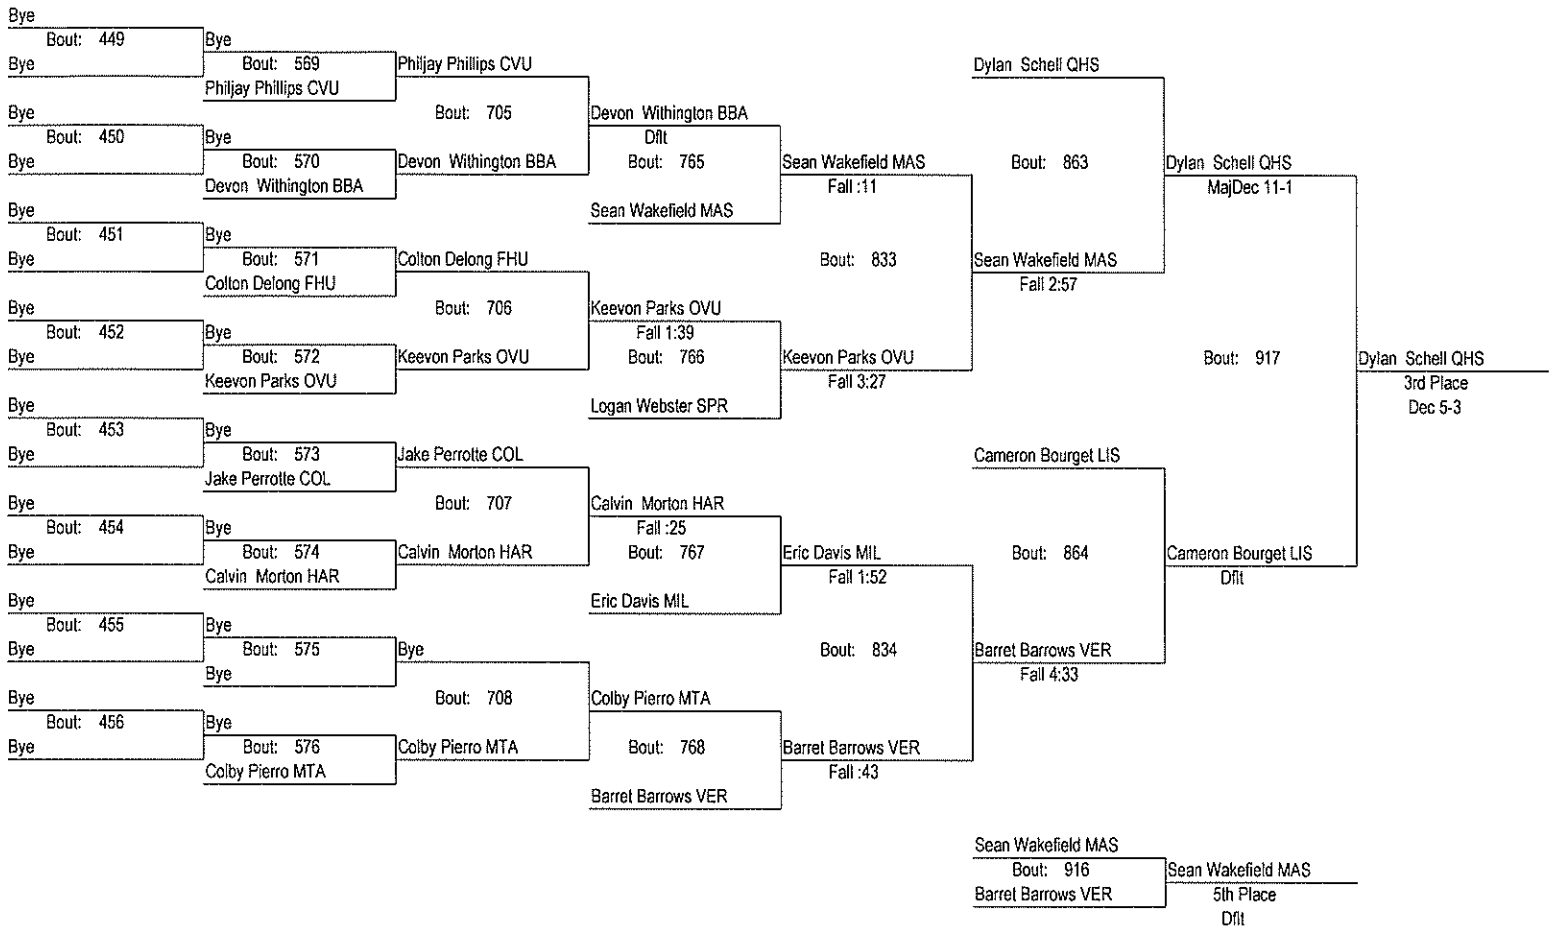 Bye
Bout: 449
Bye
Bye
Bout: 569
Philjay Phillips CVU
Philjay Phillips CVU
Bout: 705
Bye
Bout: 450
Bye
Bye
Bout: 570
Devon Withington BBA
Devon Withington BBA
Devon Withington BBA
Dflt
Bout: 765
Sean Wakefield MAS
Sean Wakefield MAS
Fall :11
Bye
Bout: 451
Bye
Bye
Bout: 571
Colton Delong FHU
Colton Delong FHU
Bout: 706
Bye
Bout: 452
Bye
Bye
Bout: 572
Keevon Parks OVU
Keevon Parks OVU
Keevon Parks OVU
Fall 1:39
Bout: 766
Logan Webster SPR
Keevon Parks OVU
Fall 3:27
Bout: 833
Dylan Schell QHS
Bout: 863
Sean Wakefield MAS
Fall 2:57
Dylan Schell QHS
MajDec 11-1
Bye
Bout: 453
Bye
Bye
Bout: 573
Jake Perrotte COL
Jake Perrotte COL
Bout: 707
Bye
Bout: 454
Bye
Bye
Bout: 574
Calvin Morton HAR
Calvin Morton HAR
Calvin Morton HAR
Fall :25
Bout: 767
Eric Davis MIL
Eric Davis MIL
Fall 1:52
Bye
Bout: 455
Bye
Bye
Bout: 575
Bye
Bye
Bout: 708
Bye
Bout: 456
Bye
Bye
Bout: 576
Colby Pierro MTA
Colby Pierro MTA
Colby Pierro MTA
Bout: 768
Barret Barrows VER
Barret Barrows VER
Fall :43
Bout: 834
Cameron Bourget LIS
Bout: 864
Barret Barrows VER
Fall 4:33
Cameron Bourget LIS
Dflt
Bout: 917
Dylan Schell QHS
3rd Place
Dec 5-3
Sean Wakefield MAS
Bout: 916
Barret Barrows VER
Sean Wakefield MAS
5th Place
Dflt